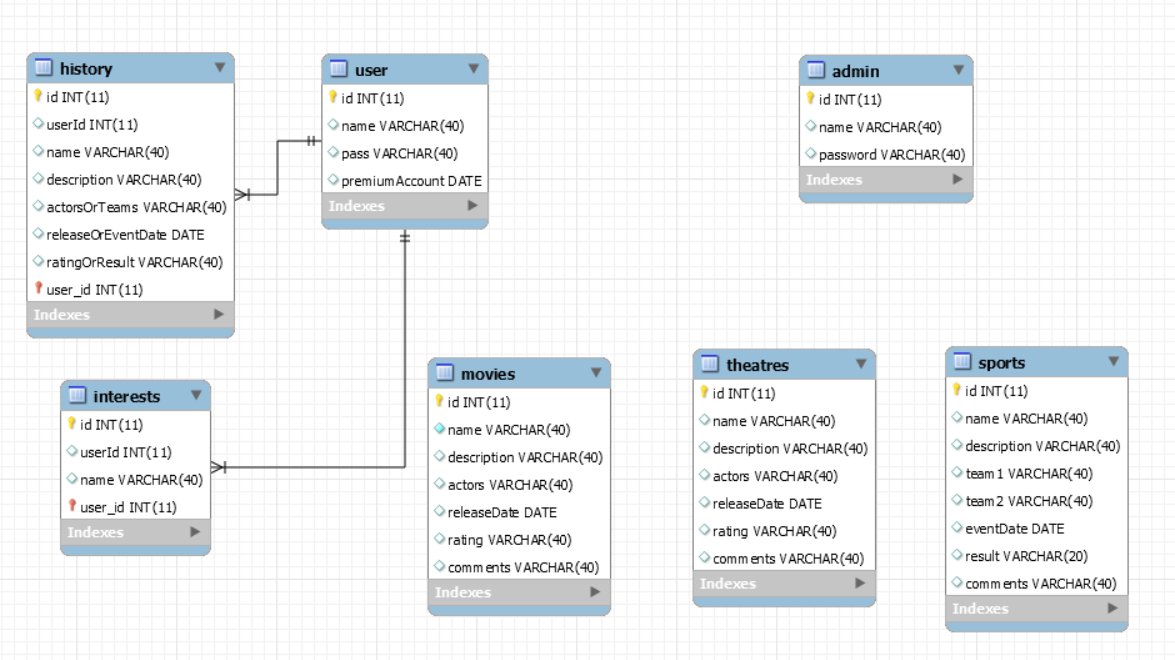 history
id INT(11)
userId INT(11)
name VARCHAR(40)
description VARCHAR(40)
actorsOrTeams VARCHAR(40)
releaseOrEventDate DATE
ratingOrResult VARCHAR(40)
user_id INT(11)
Indexes
user
id INT(11)
name VARCHAR(40)
pass VARCHAR(40)
premiumAccount DATE
Indexes
admin
id INT(11)
name VARCHAR(40)
password VARCHAR(40)
Indexes
interests
id INT(11)
userId INT(11)
name VARCHAR(40)
user_id INT(11)
Indexes
movies
id INT(11)
name VARCHAR(40)
description VARCHAR(40)
actors VARCHAR(40)
releaseDate DATE
rating VARCHAR(40)
comments VARCHAR(40)
Indexes
theatres
id INT(11)
name VARCHAR(40)
description VARCHAR(40)
actors VARCHAR(40)
releaseDate DATE
rating VARCHAR(40)
comments VARCHAR(40)
Indexes
sports
id INT(11)
name VARCHAR(40)
description VARCHAR(40)
team1 VARCHAR(40)
team2 VARCHAR(40)
eventDate DATE
result VARCHAR(20)
comments VARCHAR(40)
Indexes